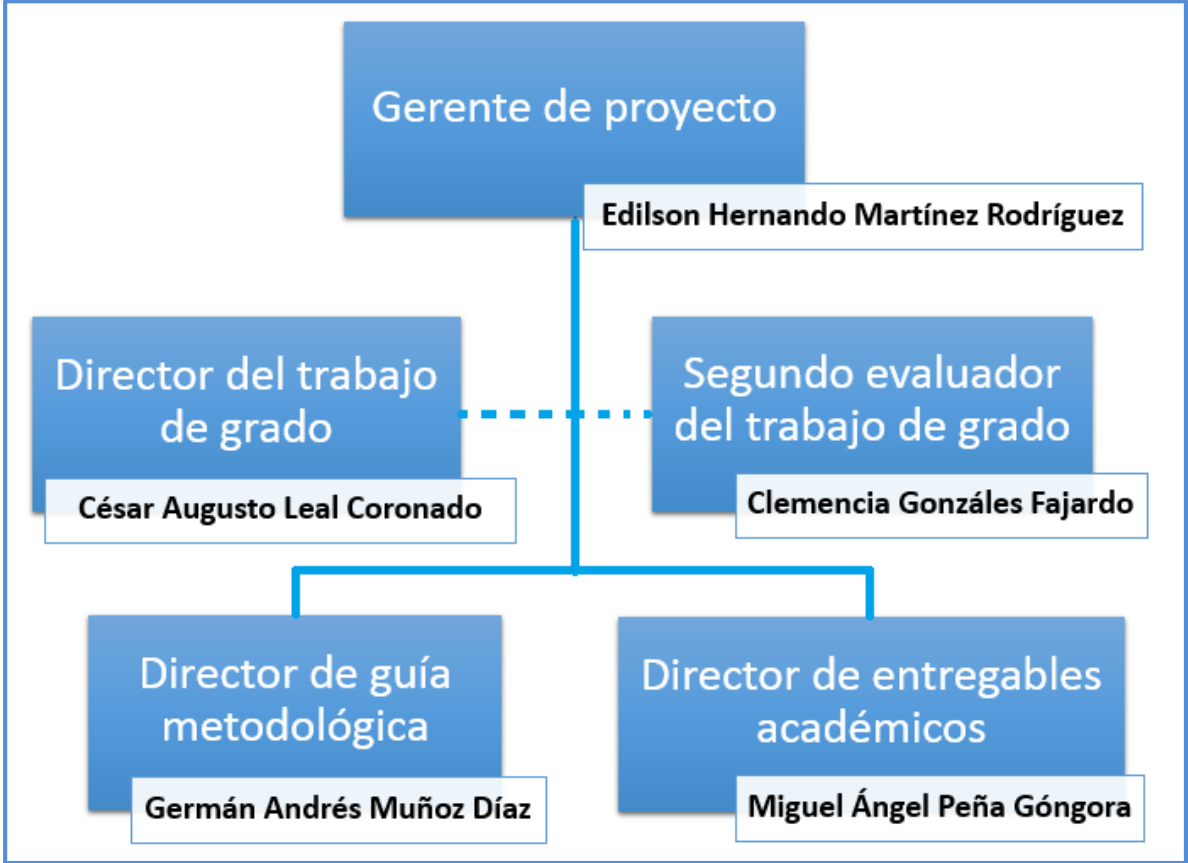 Gerente de proyecto
Edilson Hernando Martínez Rodríguez
Director del trabajo
de grado
César Augusto Leal Coronado
Segundo evaluador
del trabajo de grado
Clemencia Gonzáles Fajardo
Director de guía
metodológica
Germán Andrés Muñoz Díaz
Director de entregables
académicos
Miguel Ángel Peña Góngora